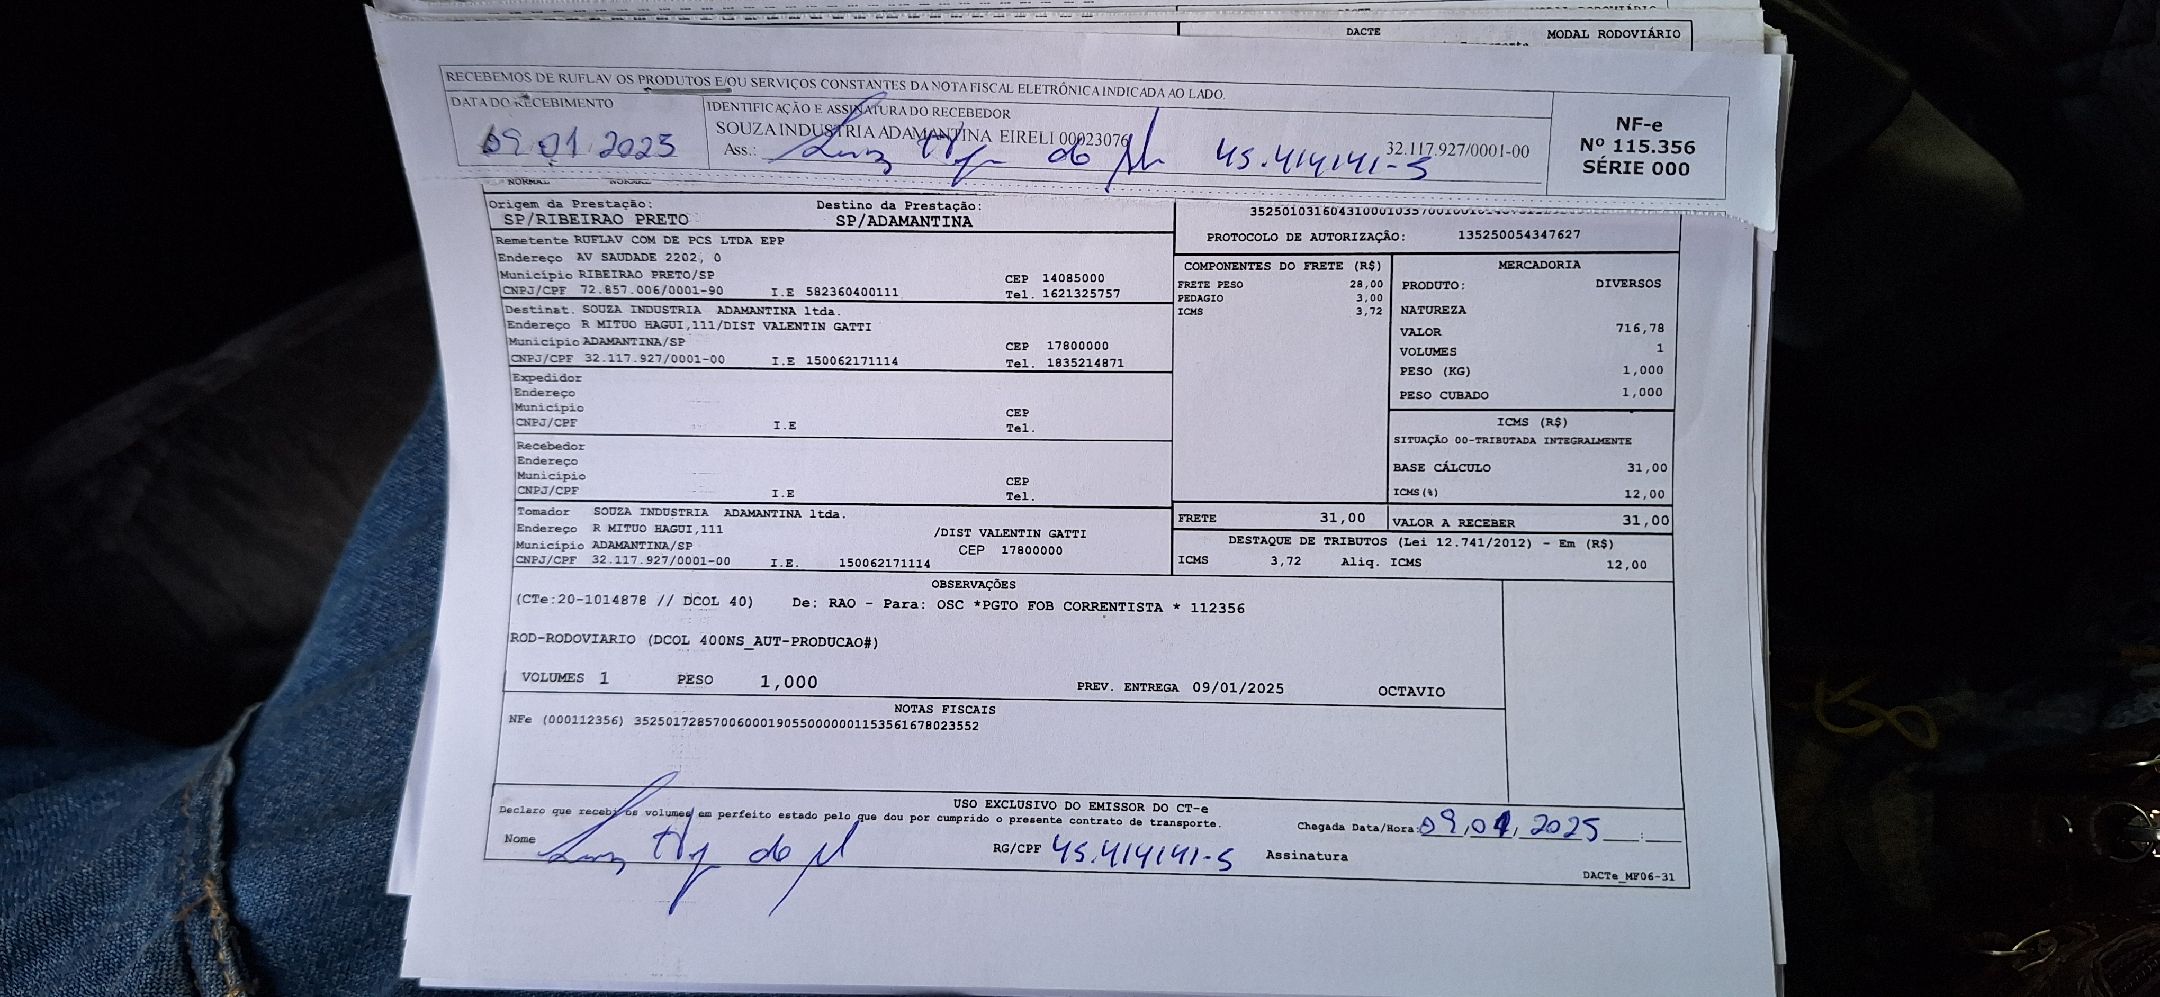 DACTE MODAL RODOVIÁRIO
RECEBEMOS DE RUFLAV OS PRODUTOS E/OU SERVIÇOS CONSTANTES DA NOTA FISCAL ELETRÔNICA INDICADA AO LADO.
DATA DO RECEBIMENTO
09 01 2025
IDENTIFICAÇÃO E ASSINATURA DO RECEBEDOR
SOUZA INDUSTRIA ADAMANTINA EIRELI 00023076
Ass.: 45.414141-5 32.117.927/0001-00
NF-e
Nº 115.356
SÉRIE 000
Origem da Prestação: Destino da Prestação:
SP/RIBEIRAO PRETO SP/ADAMANTINA
PROTOCOLO DE AUTORIZAÇÃO: 135250054347627
Remetente RUFLAV COM DE PCS LTDA EPP
Endereço AV SAUDADE 2202, 0
Município RIBEIRAO PRETO/SP CEP 14085000
CNPJ/CPF 72.857.006/0001-90 I.E 582360400111 Tel. 1621325757
Destinat. SOUZA INDUSTRIA ADAMANTINA ltda.
Endereço R MITUO HAGUI,111/DIST VALENTIN GATTI
Município ADAMANTINA/SP CEP 17800000
CNPJ/CPF 32.117.927/0001-00 I.E 150062171114 Tel. 1835214871
Expedidor
Endereço
Município CEP
CNPJ/CPF I.E Tel.
Recebedor
Endereço
Município CEP
CNPJ/CPF I.E Tel.
Tomador SOUZA INDUSTRIA ADAMANTINA ltda.
Endereço R MITUO HAGUI,111 /DIST VALENTIN GATTI
Município ADAMANTINA/SP CEP 17800000
CNPJ/CPF 32.117.927/0001-00 I.E. 150062171114
COMPONENTES DO FRETE (R$)
FRETE PESO 28,00
PEDAGIO 3,00
ICMS 3,72
FRETE 31,00
MERCADORIA
PRODUTO: DIVERSOS
NATUREZA
VALOR 716,78
VOLUMES 1
PESO (KG) 1,000
PESO CUBADO 1,000
ICMS (R$)
SITUAÇÃO 00-TRIBUTADA INTEGRALMENTE
BASE CÁLCULO 31,00
ICMS(%) 12,00
VALOR A RECEBER 31,00
DESTAQUE DE TRIBUTOS (Lei 12.741/2012) - Em (R$)
ICMS 3,72 Aliq. ICMS 12,00
OBSERVAÇÕES
(CTe:20-1014878 // DCOL 40) De: RAO - Para: OSC *PGTO FOB CORRENTISTA * 112356
ROD-RODOVIARIO (DCOL 400NS_AUT-PRODUCAO#)
VOLUMES 1 PESO 1,000 PREV. ENTREGA 09/01/2025 OCTAVIO
NOTAS FISCAIS
NFe (000112356) 35250172857006000190550000001153561678023552
USO EXCLUSIVO DO EMISSOR DO CT-e
Declaro que recebi os volumes em perfeito estado pelo que dou por cumprido o presente contrato de transporte.
Chegada Data/Hora: 09,01, 2025 __:__
Nome RG/CPF 45.414141-5 Assinatura
DACTe_MF06-31